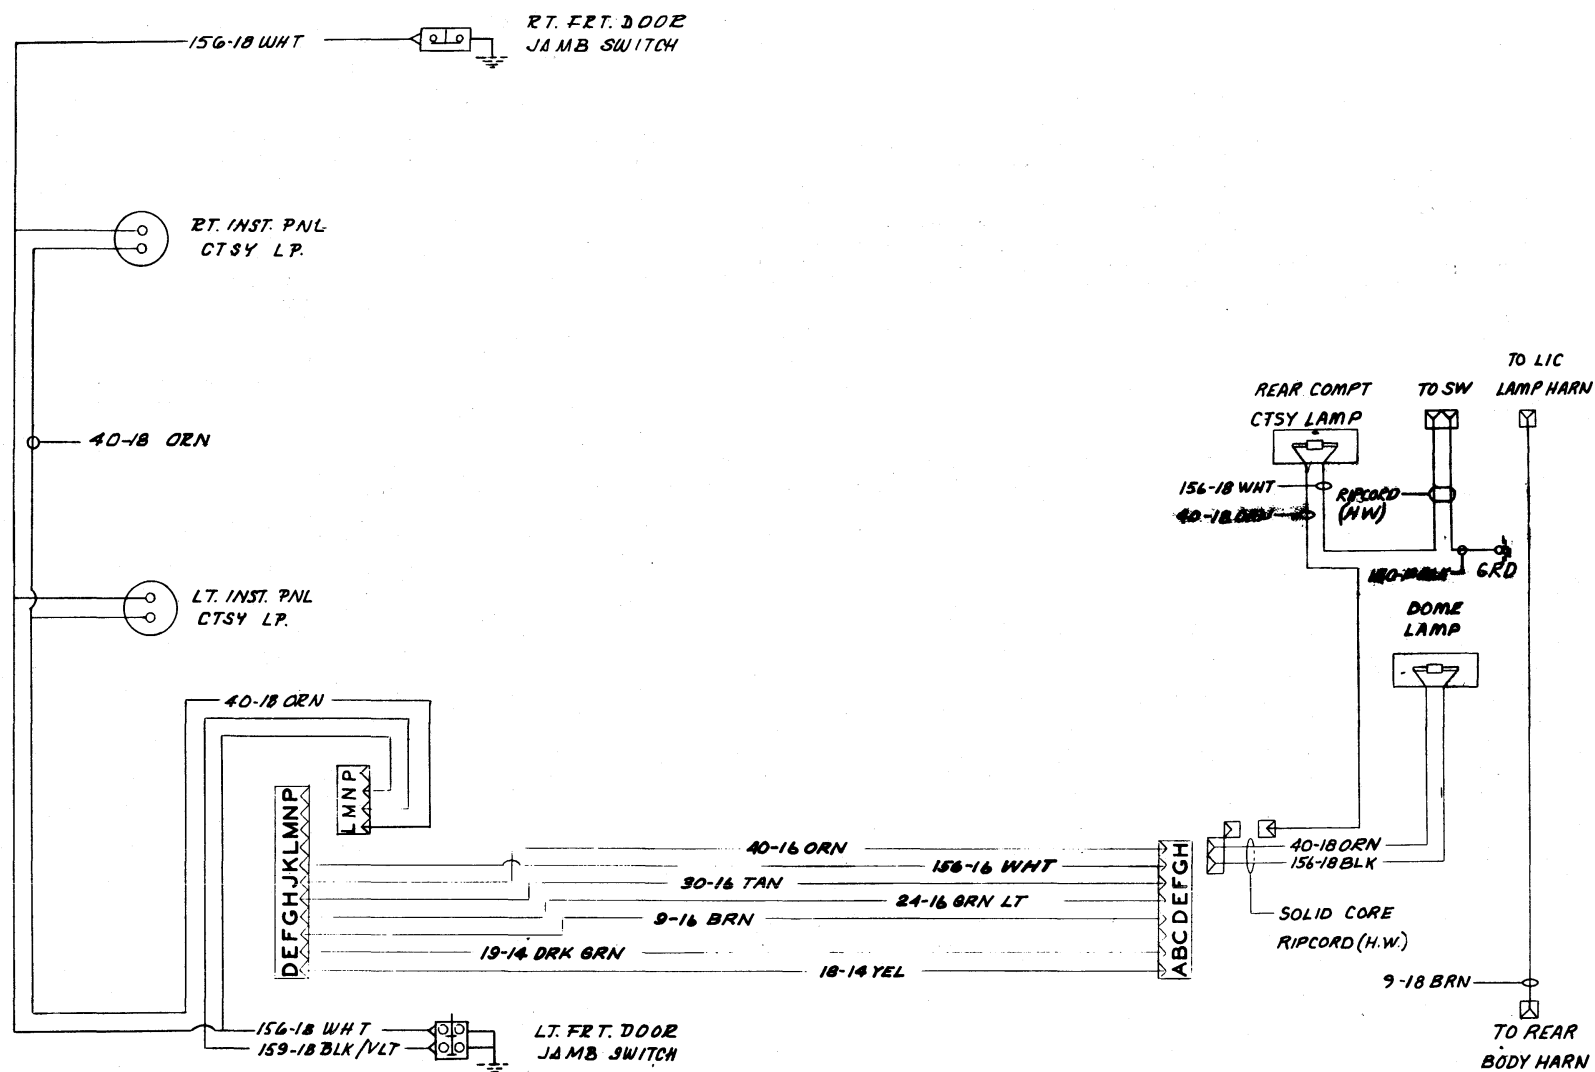 RT. FRT. DOOR
JAMB SWITCH
156-18 WHT
RT. INST. PNL
CTSY LP.
40-18 ORN
TO LIC
LAMP HARN
REAR COMPT
CTSY LAMP
TO SW
156-18 WHT
RIPCORD
(HW)
40-18
GRD
DOME
LAMP
LT. INST. PNL
CTSY LP.
40-18 ORN
LMNP
DEFGHJKLMNP
40-16 ORN
156-16 WHT
30-16 TAN
24-16 GRN LT
9-16 BRN
19-14 DRK GRN
18-14 YEL
ABCDEFGH
40-18 ORN
156-18 BLK
SOLID CORE
RIPCORD (H.W.)
9-18 BRN
TO REAR
BODY HARN
156-18 WHT
159-18 BLK/VLT
LT. FRT. DOOR
JAMB SWITCH